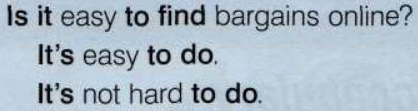 Is it easy to find bargains online?
It's easy to do.
It's not hard to do.